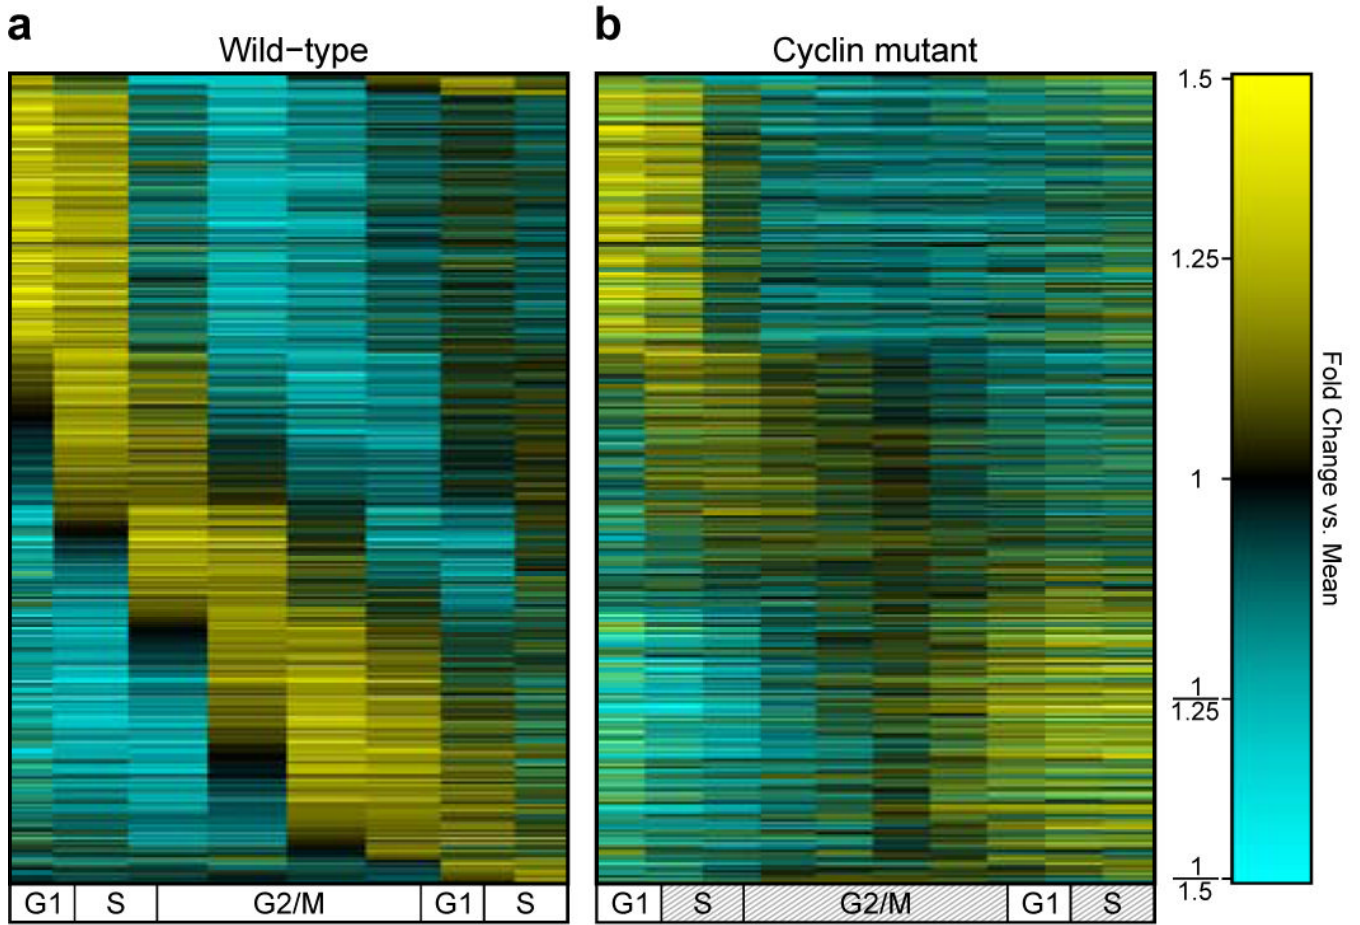 a
b
Wild−type
Cyclin mutant
1.5
1.25
1
1
1.25
1
1.5
Fold Change vs. Mean
G1 S G2/M G1 S
G1 S G2/M G1 S